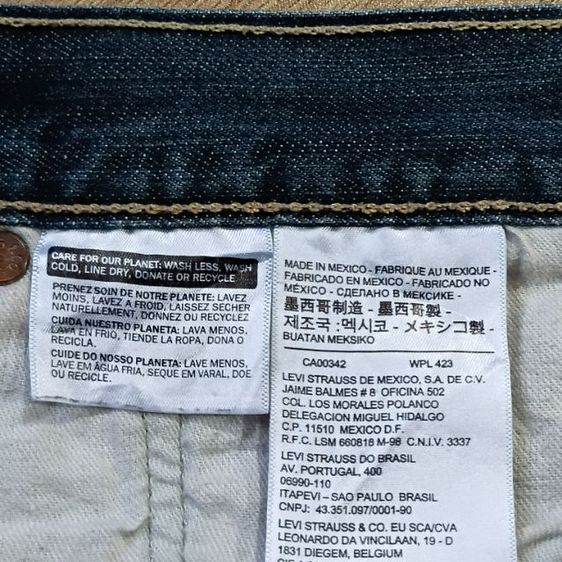 CARE FOR OUR PLANET: WASH LESS, WASH
COLD, LINE DRY, DONATE OR RECYCLE
PRENEZ SOIN DE NOTRE PLANETE: LAVEZ
MOINS, LAVEZ A FROID, LAISSEZ SECHER
NATURELLEMENT, DONNEZ OU RECYCLEZ
CUIDA NUESTRO PLANETA: LAVA MENOS,
LAVA EN FRÍO, TIENDE LA ROPA, DONA O
RECICLA.
CUIDE DO NOSSO PLANETA: LAVE MENOS,
LAVE EM ÁGUA FRIA, SEQUE EM VARAL, DOE
OU RECICLE.
MADE IN MEXICO - FABRIQUE AU MEXIQUE -
FABRICADO EN MEXICO - FABRICADO NO
MÉXICO - СДЕЛАНО В МЕКСИКЕ -
墨西哥制造 - 墨西哥製 -
제조국 : 멕시코 - メキシコ製 -
BUATAN MEKSIKO
CA00342 WPL 423
LEVI STRAUSS DE MEXICO, S.A. DE C.V.
JAIME BALMES # 8 OFICINA 502
COL. LOS MORALES POLANCO
DELEGACION MIGUEL HIDALGO
C.P. 11510 MEXICO D.F.
R.F.C. LSM 660818 M-98 C.N.I.V. 3337
LEVI STRAUSS DO BRASIL
AV. PORTUGAL, 400
06990-110
ITAPEVI – SAO PAULO BRASIL
CNPJ: 43.351.097/0001-90
LEVI STRAUSS & CO. EU SCA/CVA
LEONARDO DA VINCILAAN, 19 - D
1831 DIEGEM, BELGIUM